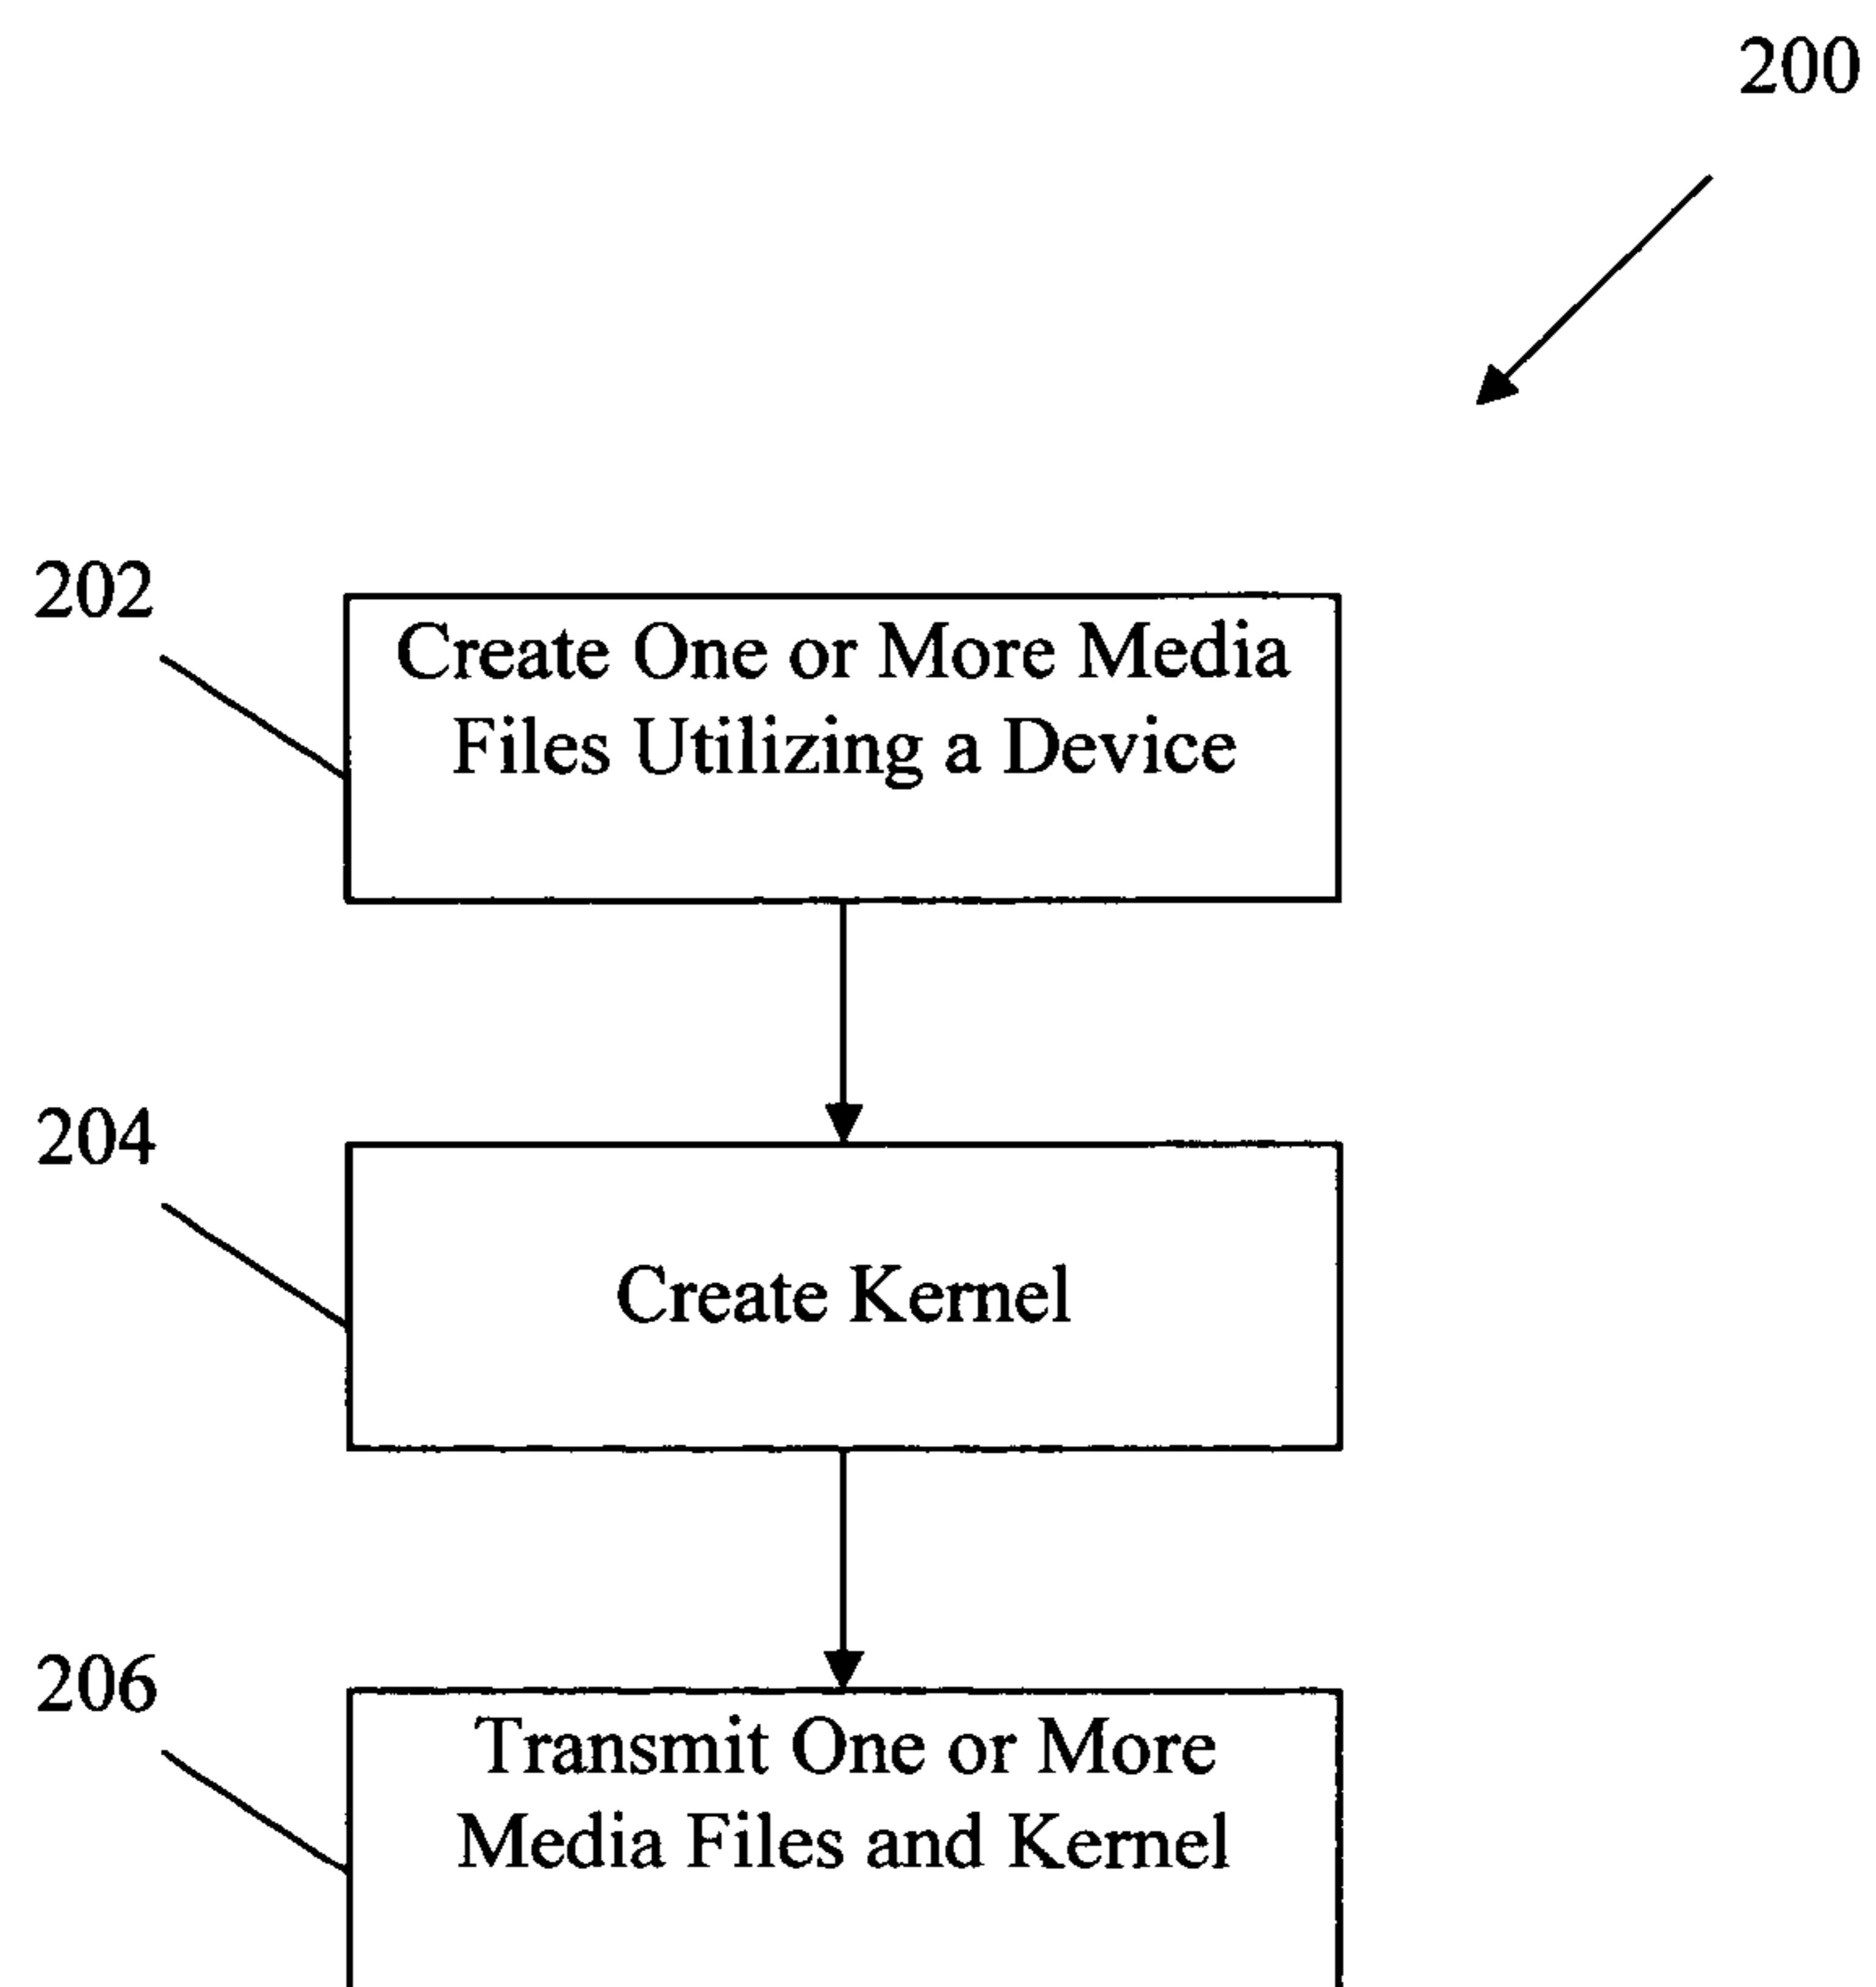 200
202
Create One or More Media
Files Utilizing a Device
204
Create Kernel
206
Transmit One or More
Media Files and Kernel